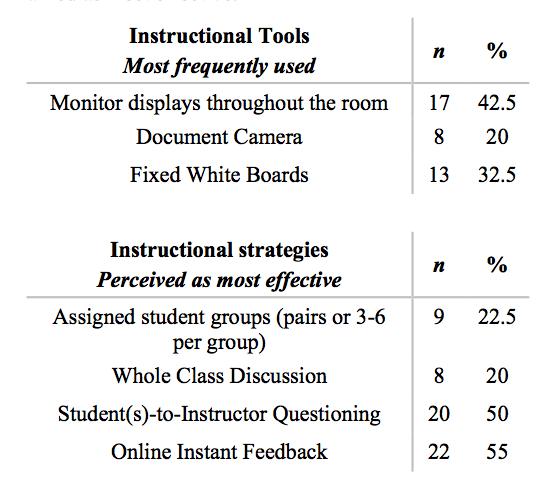 Instructional Tools
Most frequently used n %
Monitor displays throughout the room 17 42.5
Document Camera 8 20
Fixed White Boards 13 32.5
Instructional strategies
Perceived as most effective n %
Assigned student groups (pairs or 3-6 9 22.5
per group)
Whole Class Discussion 8 20
Student(s)-to-Instructor Questioning 20 50
Online Instant Feedback 22 55